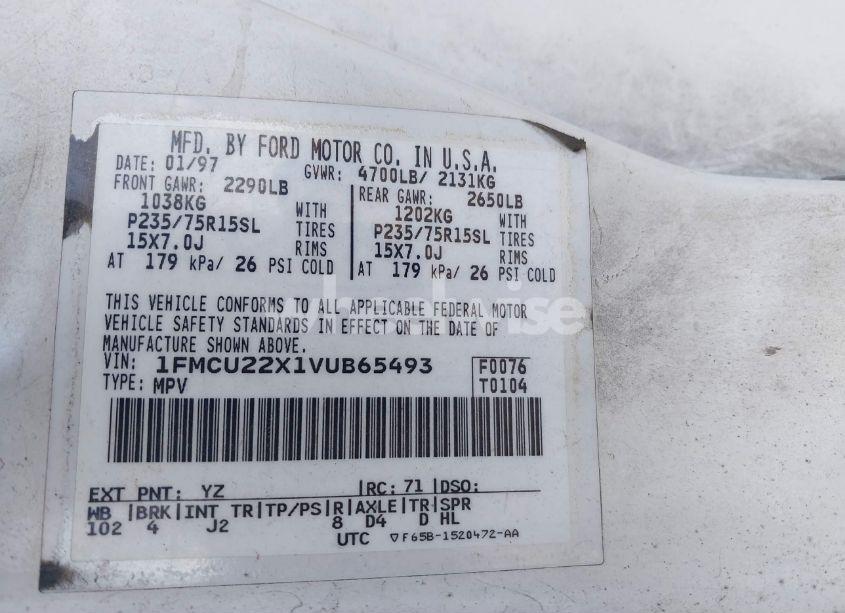 MFD. BY FORD MOTOR CO. IN U.S.A.
DATE: 01/97 GVWR: 4700LB/ 2131KG
FRONT GAWR: 2290LB REAR GAWR: 2650LB
1038KG WITH 1202KG WITH
P235/75R15SL TIRES P235/75R15SL TIRES
15X7.0J RIMS 15X7.0J RIMS
AT 179 kPa/ 26 PSI COLD AT 179 kPa/ 26 PSI COLD
THIS VEHICLE CONFORMS TO ALL APPLICABLE FEDERAL MOTOR
VEHICLE SAFETY STANDARDS IN EFFECT ON THE DATE OF
MANUFACTURE SHOWN ABOVE.
VIN: 1FMCU22X1VUB65493 F0076
TYPE: MPV T0104
EXT PNT: YZ RC: 71 DSO:
WB BRK INT TR TP/PS R AXLE TR SPR
102 4 J2 8 D4 D HL
UTC ▽F65B-1520472-AA